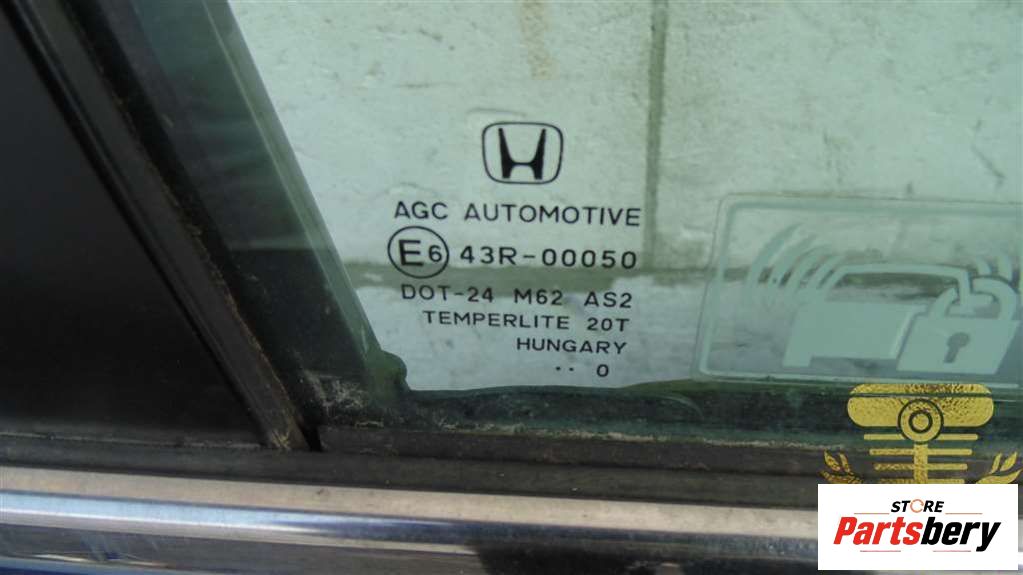 AGC AUTOMOTIVE
E6 43R-00050
DOT-24 M62 AS2
TEMPERLITE 20T
HUNGARY
·· 0
STORE
Partsbery